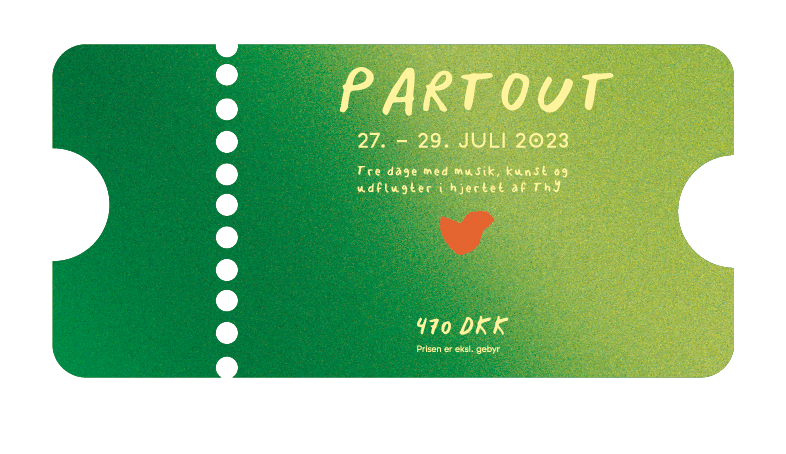 PARTOUT
27. – 29. JULI 2023
Tre dage med musik, kunst og
udflugter i hjertet af Thy
470 DKK
Prisen er eksl. gebyr